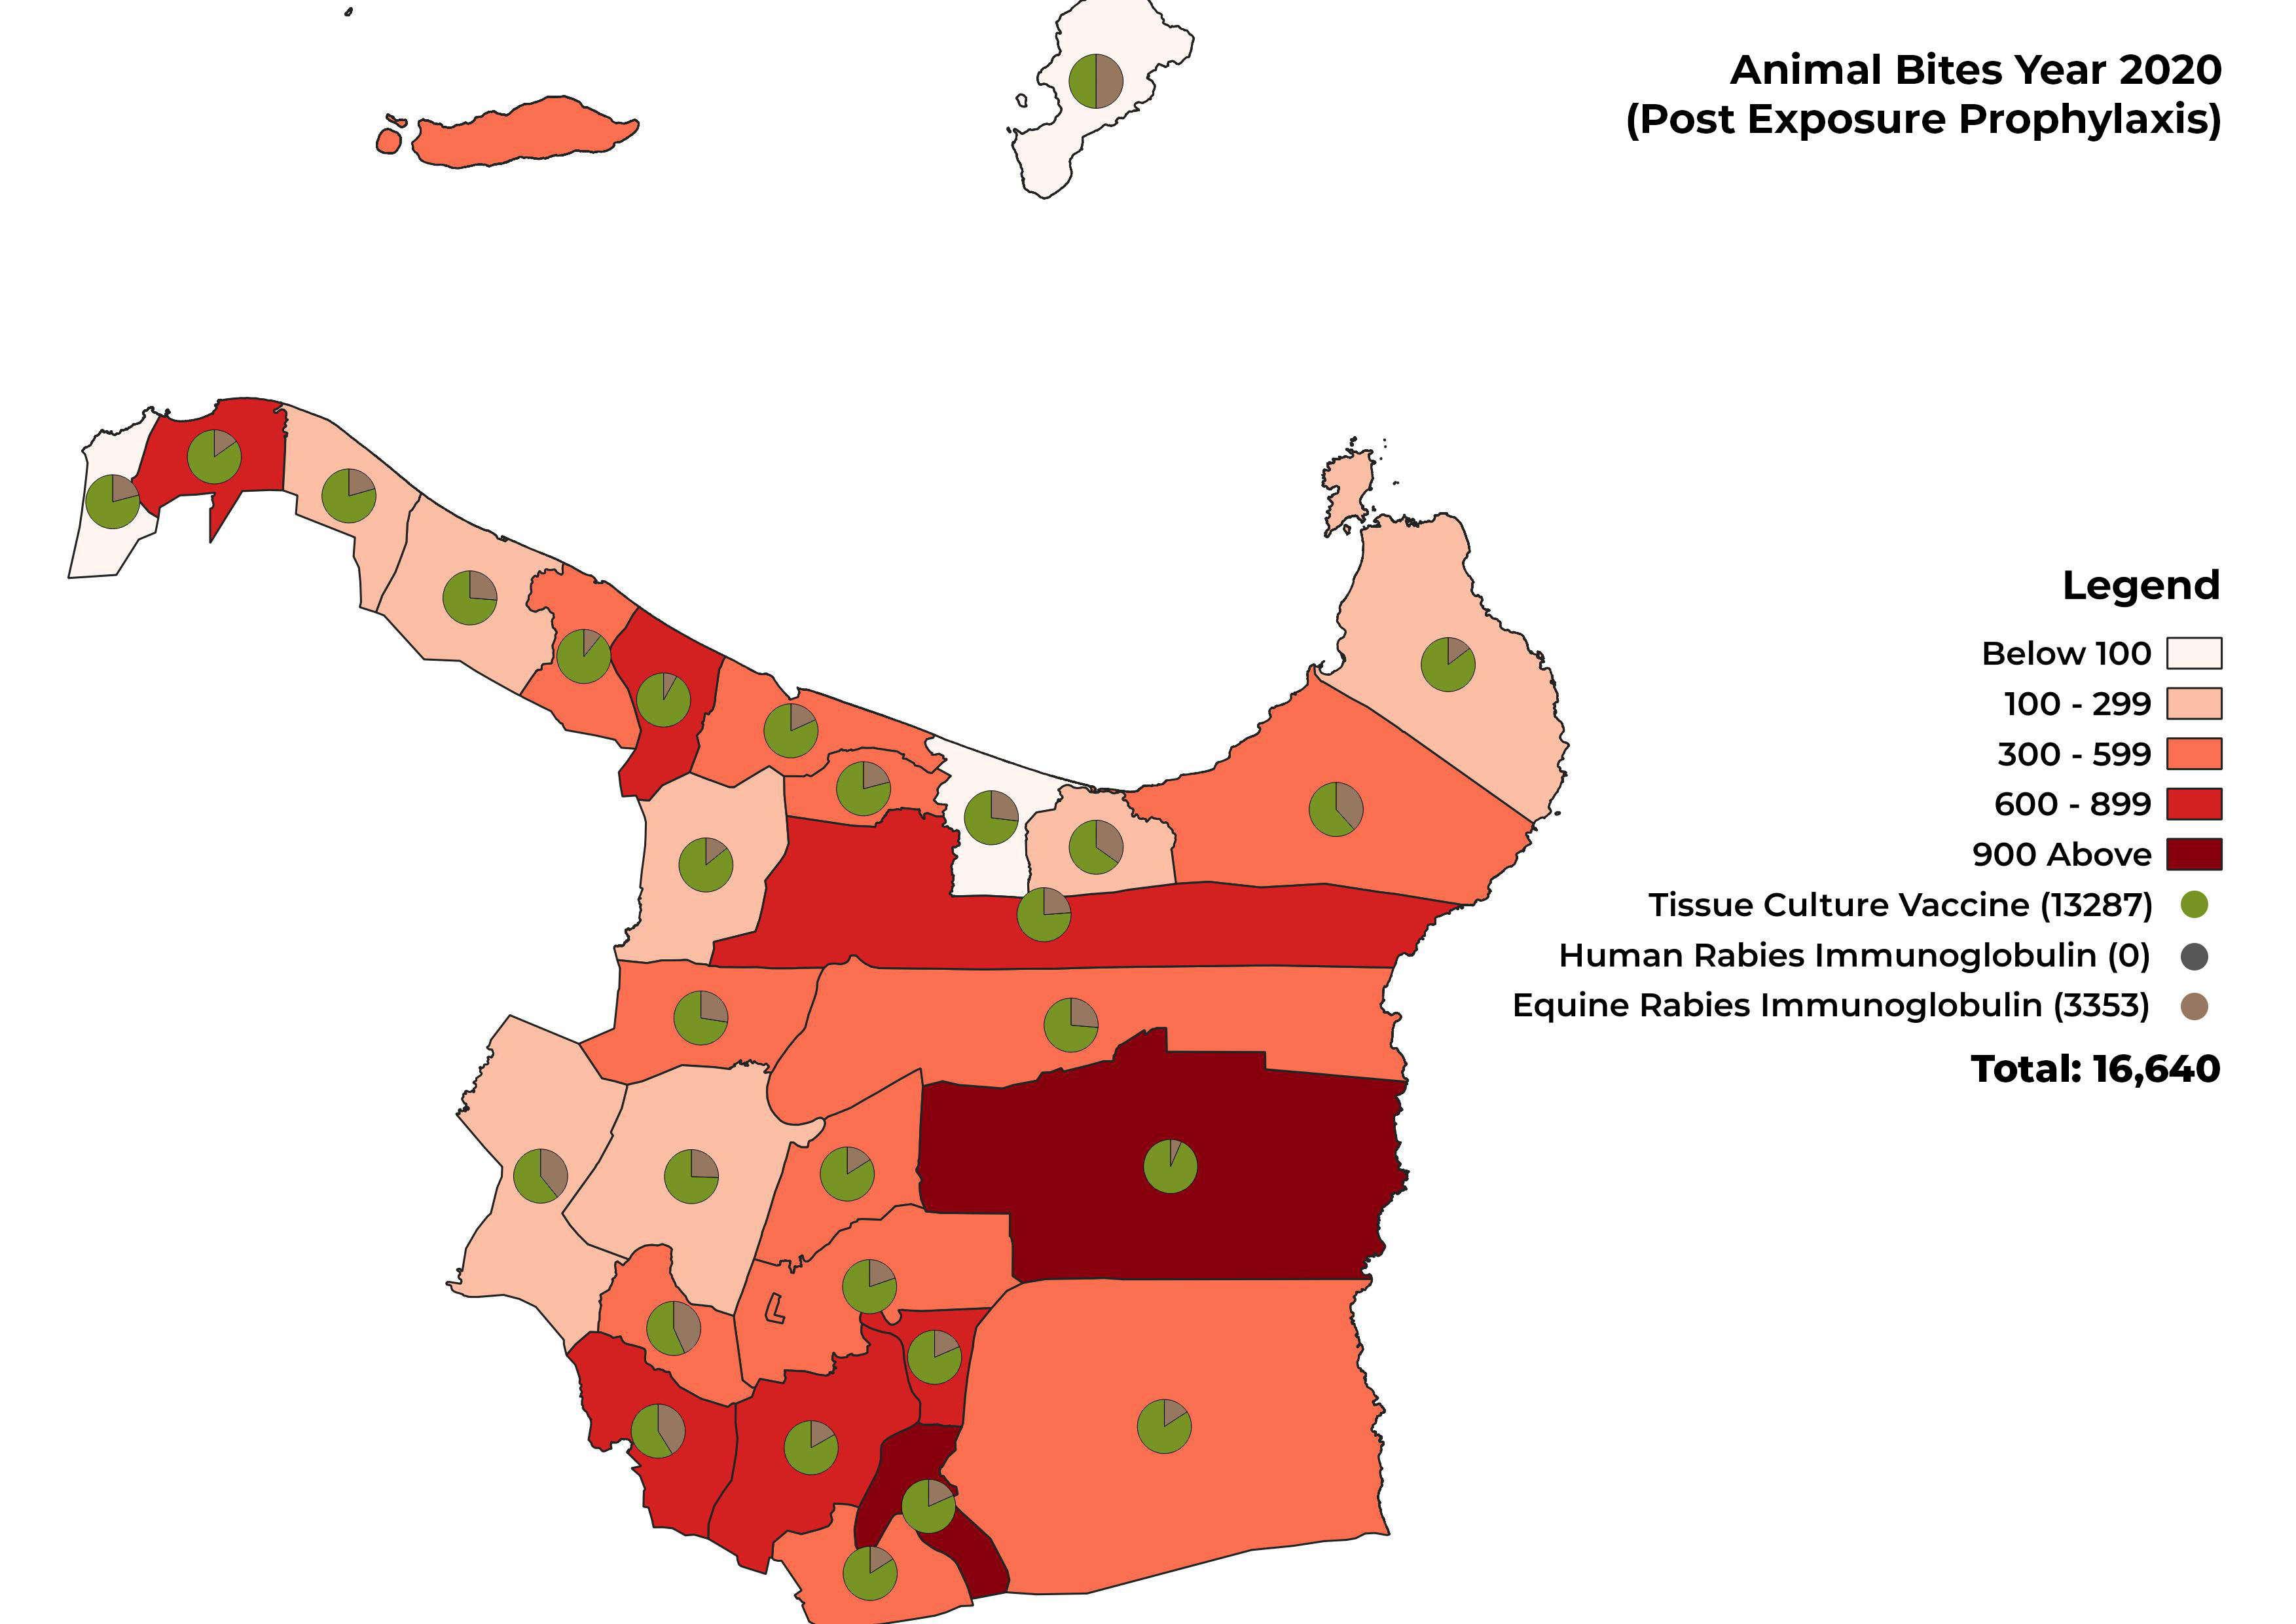 Animal Bites Year 2020
(Post Exposure Prophylaxis)
Legend
Below 100
100 - 299
300 - 599
600 - 899
900 Above
Tissue Culture Vaccine (13287)
Human Rabies Immunoglobulin (0)
Equine Rabies Immunoglobulin (3353)
Total: 16,640